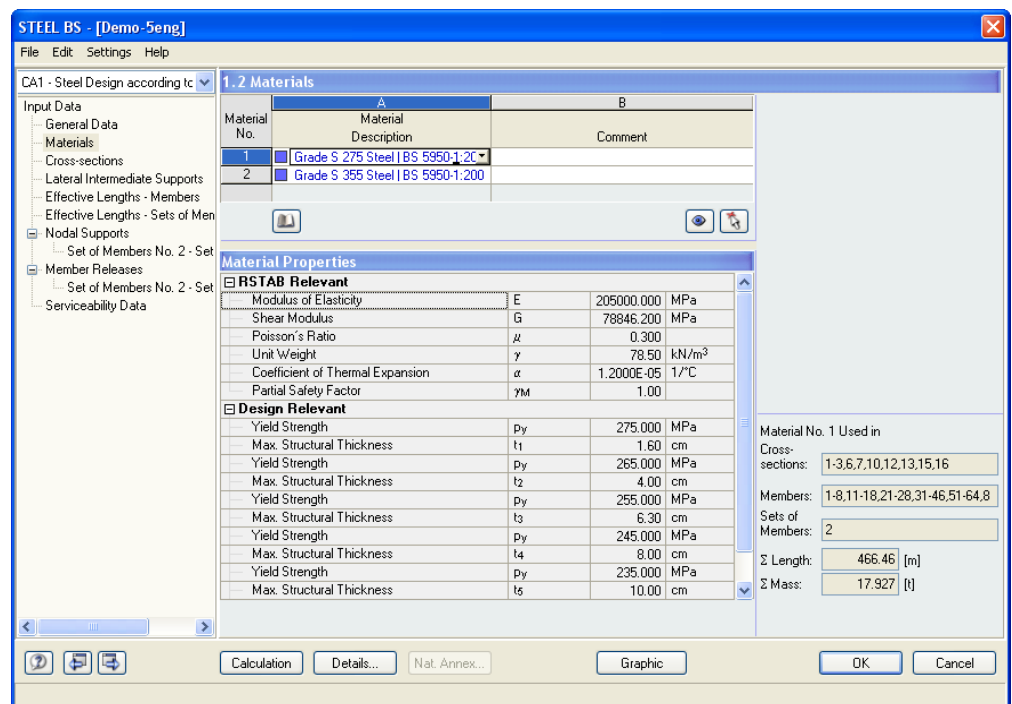 STEEL BS - [Demo-5eng]
File Edit Settings Help
CA1 - Steel Design according tc
Input Data
General Data
Materials
Cross-sections
Lateral Intermediate Supports
Effective Lengths - Members
Effective Lengths - Sets of Men
Nodal Supports
Set of Members No. 2 - Set
Member Releases
Set of Members No. 2 - Set
Serviceability Data
1.2 Materials
A B
Material No. Material Description Comment
1 Grade S 275 Steel | BS 5950-1:20
2 Grade S 355 Steel | BS 5950-1:200
Material Properties
RSTAB Relevant
Modulus of Elasticity E 205000.000 MPa
Shear Modulus G 78846.200 MPa
Poisson´s Ratio μ 0.300
Unit Weight γ 78.50 kN/m³
Coefficient of Thermal Expansion α 1.2000E-05 1/°C
Partial Safety Factor γM 1.00
Design Relevant
Yield Strength py 275.000 MPa
Max. Structural Thickness t1 1.60 cm
Yield Strength py 265.000 MPa
Max. Structural Thickness t2 4.00 cm
Yield Strength py 255.000 MPa
Max. Structural Thickness t3 6.30 cm
Yield Strength py 245.000 MPa
Max. Structural Thickness t4 8.00 cm
Yield Strength py 235.000 MPa
Max. Structural Thickness t5 10.00 cm
Material No. 1 Used in
Cross-
sections: 1-3,6,7,10,12,13,15,16
Members: 1-8,11-18,21-28,31-46,51-64,8
Sets of
Members: 2
Σ Length: 466.46 [m]
Σ Mass: 17.927 [t]
Calculation Details... Nat. Annex... Graphic OK Cancel